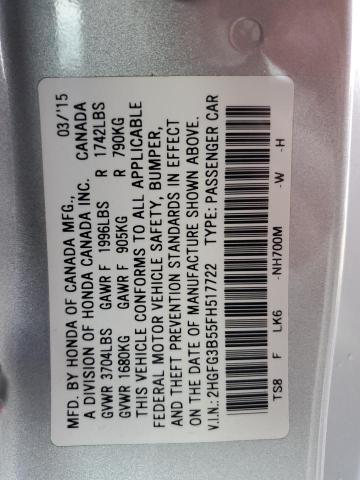 MFD. BY HONDA OF CANADA MFG., 03/'15
A DIVISION OF HONDA CANADA INC. CANADA
GVWR 3704LBS GAWR F 1996LBS R 1742LBS
GVWR 1680KG GAWR F 905KG R 790KG
THIS VEHICLE CONFORMS TO ALL APPLICABLE
FEDERAL MOTOR VEHICLE SAFETY, BUMPER,
AND THEFT PREVENTION STANDARDS IN EFFECT
ON THE DATE OF MANUFACTURE SHOWN ABOVE.
V.I.N.: 2HGFG3B55FH517722 TYPE: PASSENGER CAR
TS8 F LK6 -NH700M -W -H